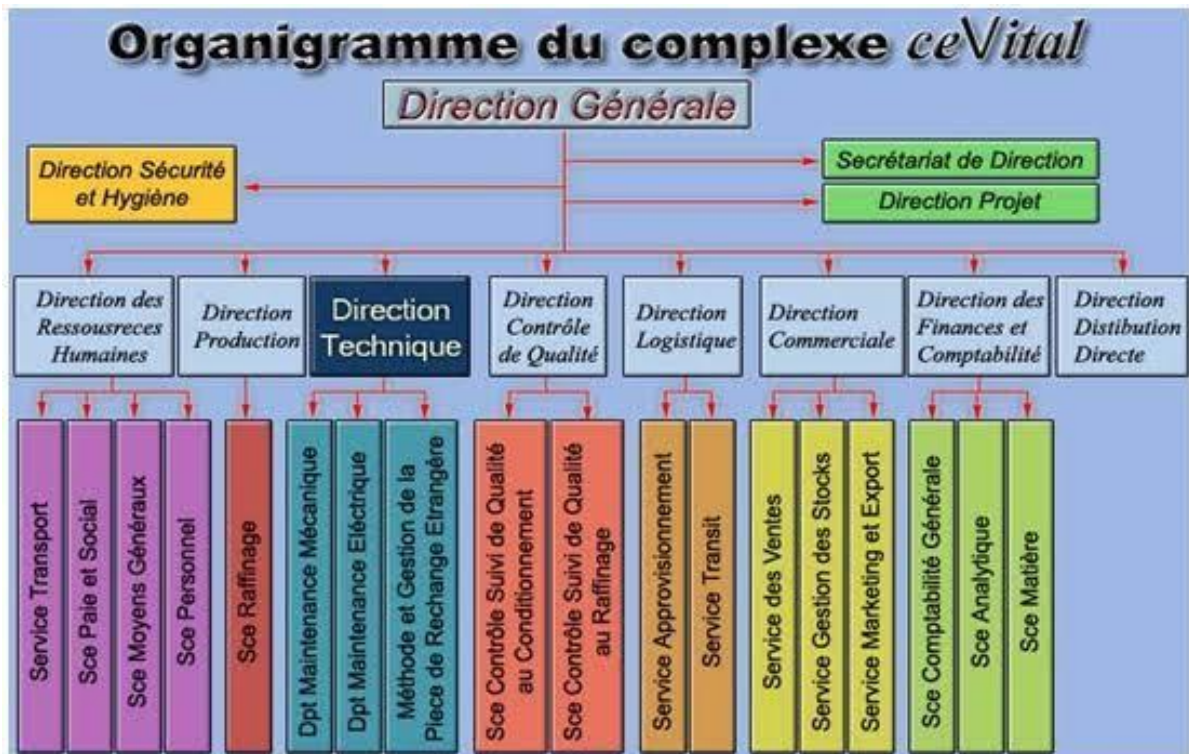 Organigramme du complexe ceVital
Direction Générale
Direction Sécurité
et Hygiène
Secrétariat de Direction
Direction Projet
Direction des
Ressousreces
Humaines
Direction
Production
Direction
Technique
Direction
Contrôle
de Qualité
Direction
Logistique
Direction
Commerciale
Direction des
Finances et
Comptabilité
Direction
Distibution
Directe
Service Transport
Sce Paie et Social
Sce Moyens Généraux
Sce Personnel
Sce Raffinage
Dpt Maintenance Mécanique
Dpt Maintenance Eléctrique
Méthode et Gestion de la
Piece de Rechange Etrangère
Sce Contrôle Suivi de Qualité
au Conditionnement
Sce Contrôle Suivi de Qualité
au Raffinage
Service Approvisionnement
Service Transit
Service des Ventes
Service Gestion des Stocks
Service Marketing et Export
Sce Comptabilité Générale
Sce Analytique
Sce Matière